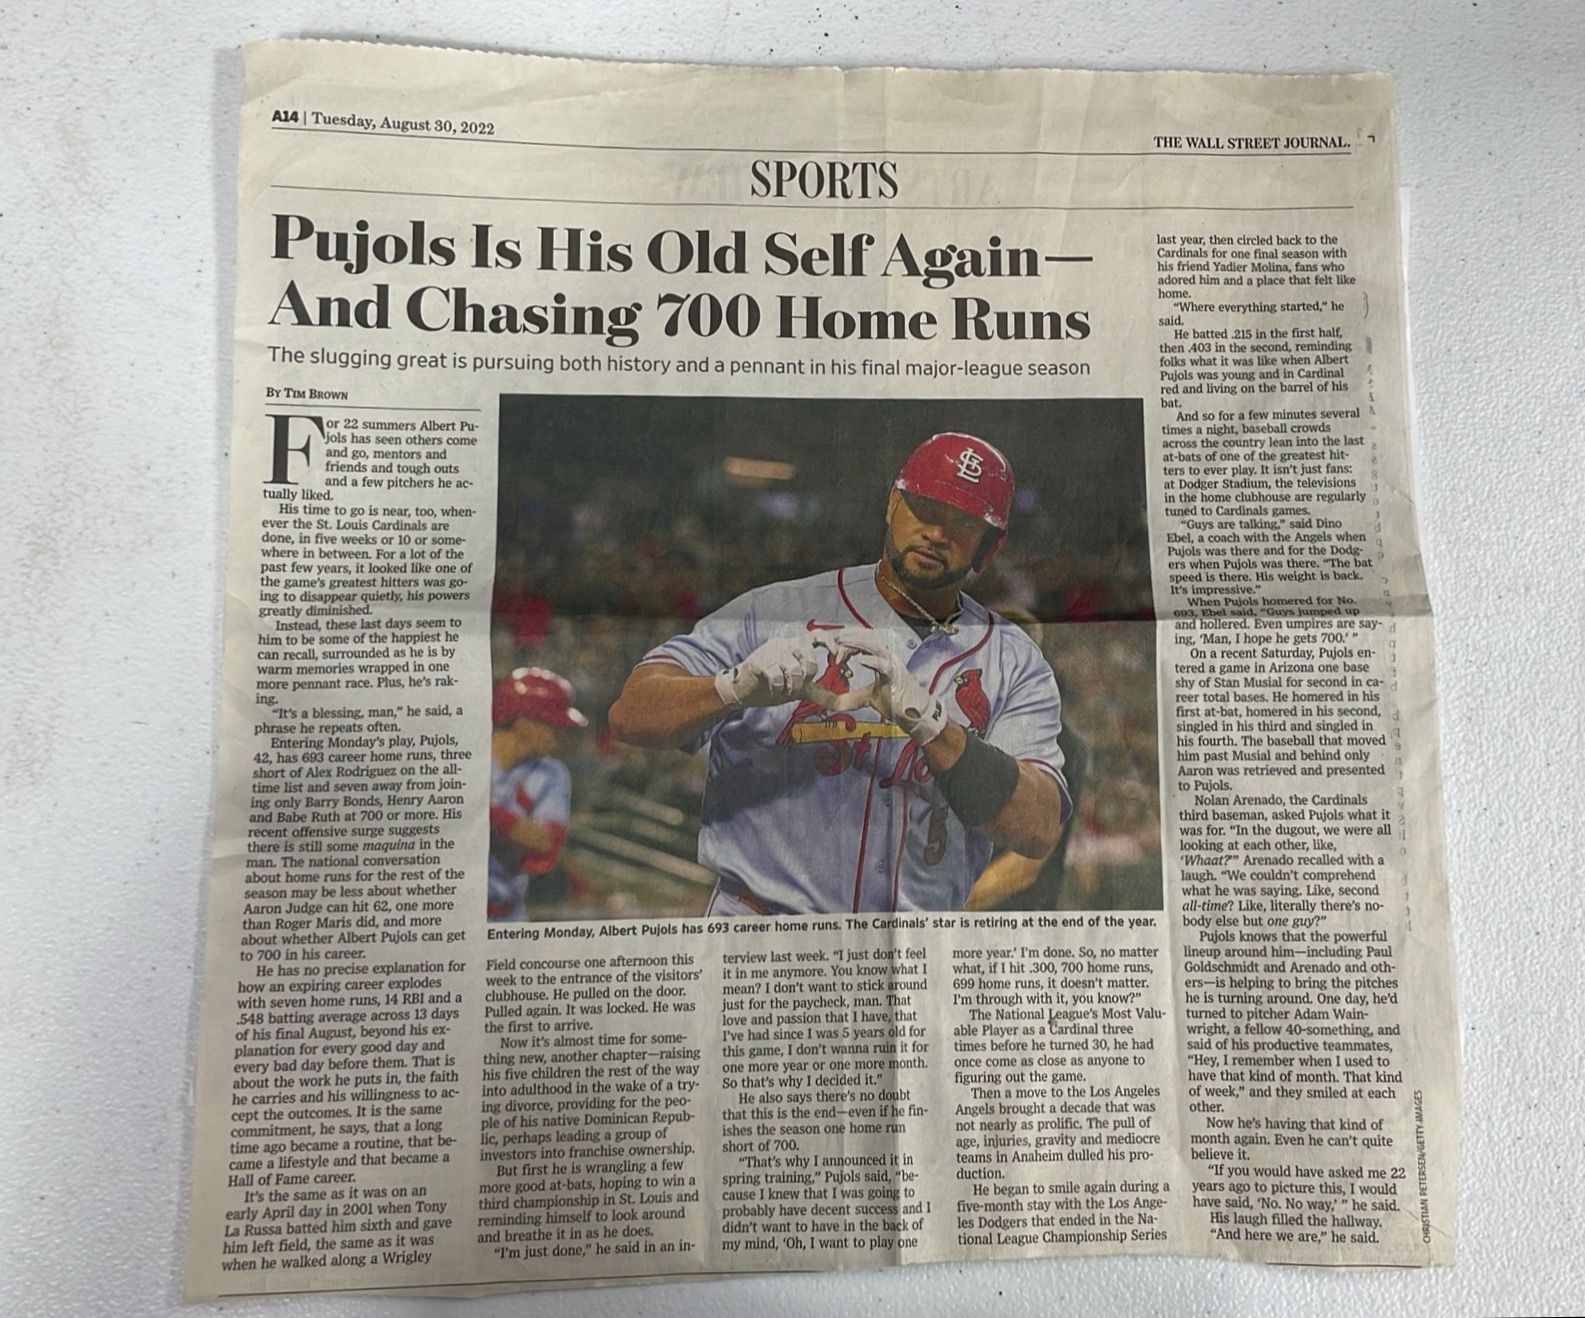 A14 | Tuesday, August 30, 2022
THE WALL STREET JOURNAL.
SPORTS
Pujols Is His Old Self Again—
And Chasing 700 Home Runs
The slugging great is pursuing both history and a pennant in his final major-league season
BY TIM BROWN
For 22 summers Albert Pu-
jols has seen others come
and go, mentors and
friends and tough outs
and a few pitchers he ac-
tually liked.
His time to go is near, too, when-
ever the St. Louis Cardinals are
done, in five weeks or 10 or some-
where in between. For a lot of the
past few years, it looked like one of
the game's greatest hitters was go-
ing to disappear quietly, his powers
greatly diminished.
Instead, these last days seem to
him to be some of the happiest he
can recall, surrounded as he is by
warm memories wrapped in one
more pennant race. Plus, he's rak-
ing.
"It's a blessing, man," he said, a
phrase he repeats often.
Entering Monday's play, Pujols,
42, has 693 career home runs, three
short of Alex Rodriguez on the all-
time list and seven away from join-
ing only Barry Bonds, Henry Aaron
and Babe Ruth at 700 or more. His
recent offensive surge suggests
there is still some maquina in the
man. The national conversation
about home runs for the rest of the
season may be less about whether
Aaron Judge can hit 62, one more
than Roger Maris did, and more
about whether Albert Pujols can get
to 700 in his career.
He has no precise explanation for
how an expiring career explodes
with seven home runs, 14 RBI and a
.548 batting average across 13 days
of his final August, beyond his ex-
planation for every good day and
every bad day before them. That is
about the work he puts in, the faith
he carries and his willingness to ac-
cept the outcomes. It is the same
commitment, he says, that a long
time ago became a routine, that be-
came a lifestyle and that became a
Hall of Fame career.
It's the same as it was on an
early April day in 2001 when Tony
La Russa batted him sixth and gave
him left field, the same as it was
when he walked along a Wrigley
St. Lo
5
Entering Monday, Albert Pujols has 693 career home runs. The Cardinals' star is retiring at the end of the year.
Field concourse one afternoon this
week to the entrance of the visitors'
clubhouse. He pulled on the door.
Pulled again. It was locked. He was
the first to arrive.
Now it's almost time for some-
thing new, another chapter—raising
his five children the rest of the way
into adulthood in the wake of a try-
ing divorce, providing for the peo-
ple of his native Dominican Repub-
lic, perhaps leading a group of
investors into franchise ownership.
But first he is wrangling a few
more good at-bats, hoping to win a
third championship in St. Louis and
reminding himself to look around
and breathe it in as he does.
"I'm just done," he said in an in-
terview last week. "I just don't feel
it in me anymore. You know what I
mean? I don't want to stick around
just for the paycheck, man. That
love and passion that I have, that
I've had since I was 5 years old for
this game, I don't wanna ruin it for
one more year or one more month.
So that's why I decided it."
He also says there's no doubt
that this is the end—even if he fin-
ishes the season one home run
short of 700.
"That's why I announced it in
spring training," Pujols said, "be-
cause I knew that I was going to
probably have decent success and I
didn't want to have in the back of
my mind, 'Oh, I want to play one
more year.' I'm done. So, no matter
what, if I hit .300, 700 home runs,
699 home runs, it doesn't matter.
I'm through with it, you know?"
The National League's Most Valu-
able Player as a Cardinal three
times before he turned 30, he had
once come as close as anyone to
figuring out the game.
Then a move to the Los Angeles
Angels brought a decade that was
not nearly as prolific. The pull of
age, injuries, gravity and mediocre
teams in Anaheim dulled his pro-
duction.
He began to smile again during a
five-month stay with the Los Ange-
les Dodgers that ended in the Na-
tional League Championship Series
last year, then circled back to the
Cardinals for one final season with
his friend Yadier Molina, fans who
adored him and a place that felt like
home.
"Where everything started," he
said.
He batted .215 in the first half,
then .403 in the second, reminding
folks what it was like when Albert
Pujols was young and in Cardinal
red and living on the barrel of his
bat.
And so for a few minutes several
times a night, baseball crowds
across the country lean into the last
at-bats of one of the greatest hit-
ters to ever play. It isn't just fans:
at Dodger Stadium, the televisions
in the home clubhouse are regularly
tuned to Cardinals games.
"Guys are talking," said Dino
Ebel, a coach with the Angels when
Pujols was there and for the Dodg-
ers when Pujols was there. "The bat
speed is there. His weight is back.
It's impressive."
When Pujols homered for No.
693, Ebel said, "Guys jumped up
and hollered. Even umpires are say-
ing, 'Man, I hope he gets 700.' "
On a recent Saturday, Pujols en-
tered a game in Arizona one base
shy of Stan Musial for second in ca-
reer total bases. He homered in his
first at-bat, homered in his second,
singled in his third and singled in
his fourth. The baseball that moved
him past Musial and behind only
Aaron was retrieved and presented
to Pujols.
Nolan Arenado, the Cardinals
third baseman, asked Pujols what it
was for. "In the dugout, we were all
looking at each other, like,
'Whaat?'" Arenado recalled with a
laugh. "We couldn't comprehend
what he was saying. Like, second
all-time? Like, literally there's no-
body else but one guy?"
Pujols knows that the powerful
lineup around him—including Paul
Goldschmidt and Arenado and oth-
ers—is helping to bring the pitches
he is turning around. One day, he'd
turned to pitcher Adam Wain-
wright, a fellow 40-something, and
said of his productive teammates,
"Hey, I remember when I used to
have that kind of month. That kind
of week," and they smiled at each
other.
Now he's having that kind of
month again. Even he can't quite
believe it.
"If you would have asked me 22
years ago to picture this, I would
have said, 'No. No way,' " he said.
His laugh filled the hallway.
"And here we are," he said.
CHRISTIAN PETERSEN/GETTY IMAGES